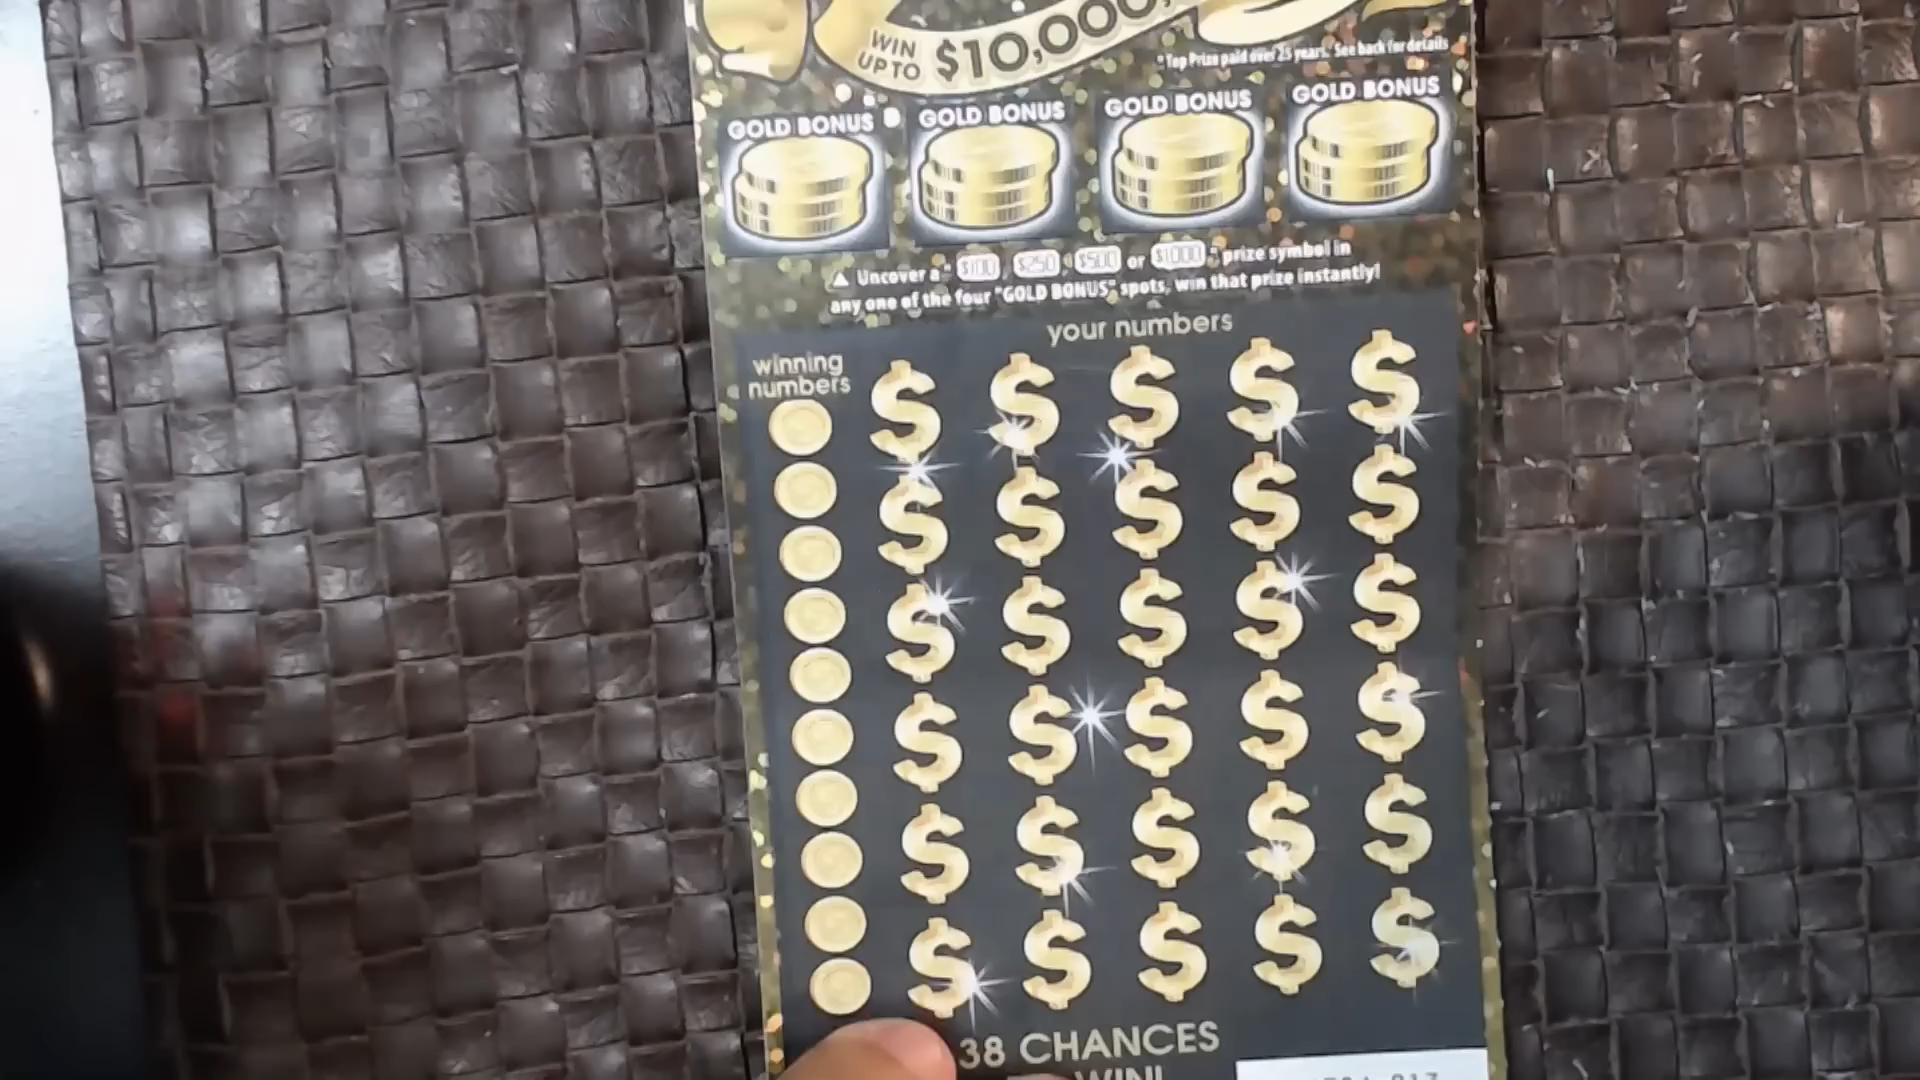 WIN
UP TO $10,000,
*Top Prize paid over 25 years. See back for details
GOLD BONUS GOLD BONUS GOLD BONUS GOLD BONUS
▲ Uncover a "$100, $250, $500 or $1000" prize symbol in
any one of the four "GOLD BONUS" spots, win that prize instantly!
your numbers
winning
numbers
38 CHANCES
WIN!